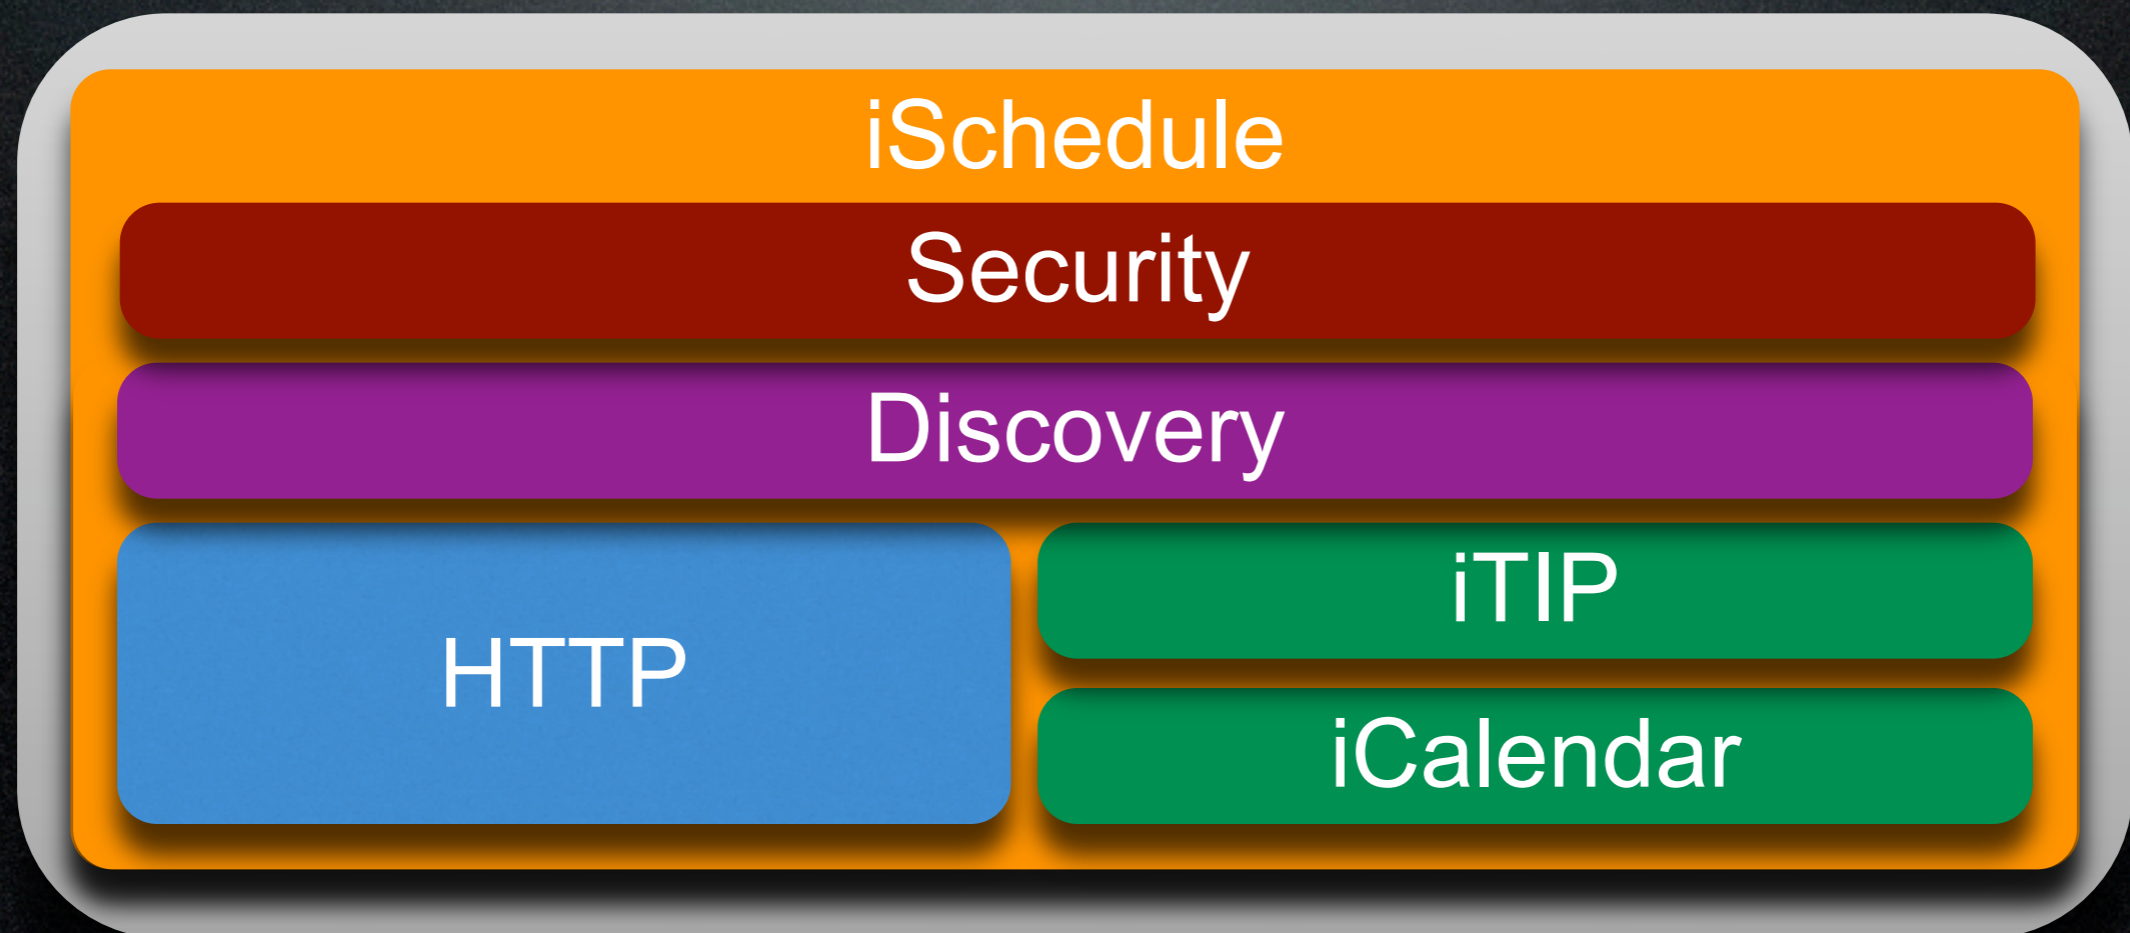 iSchedule
Security
Discovery
HTTP
iTIP
iCalendar